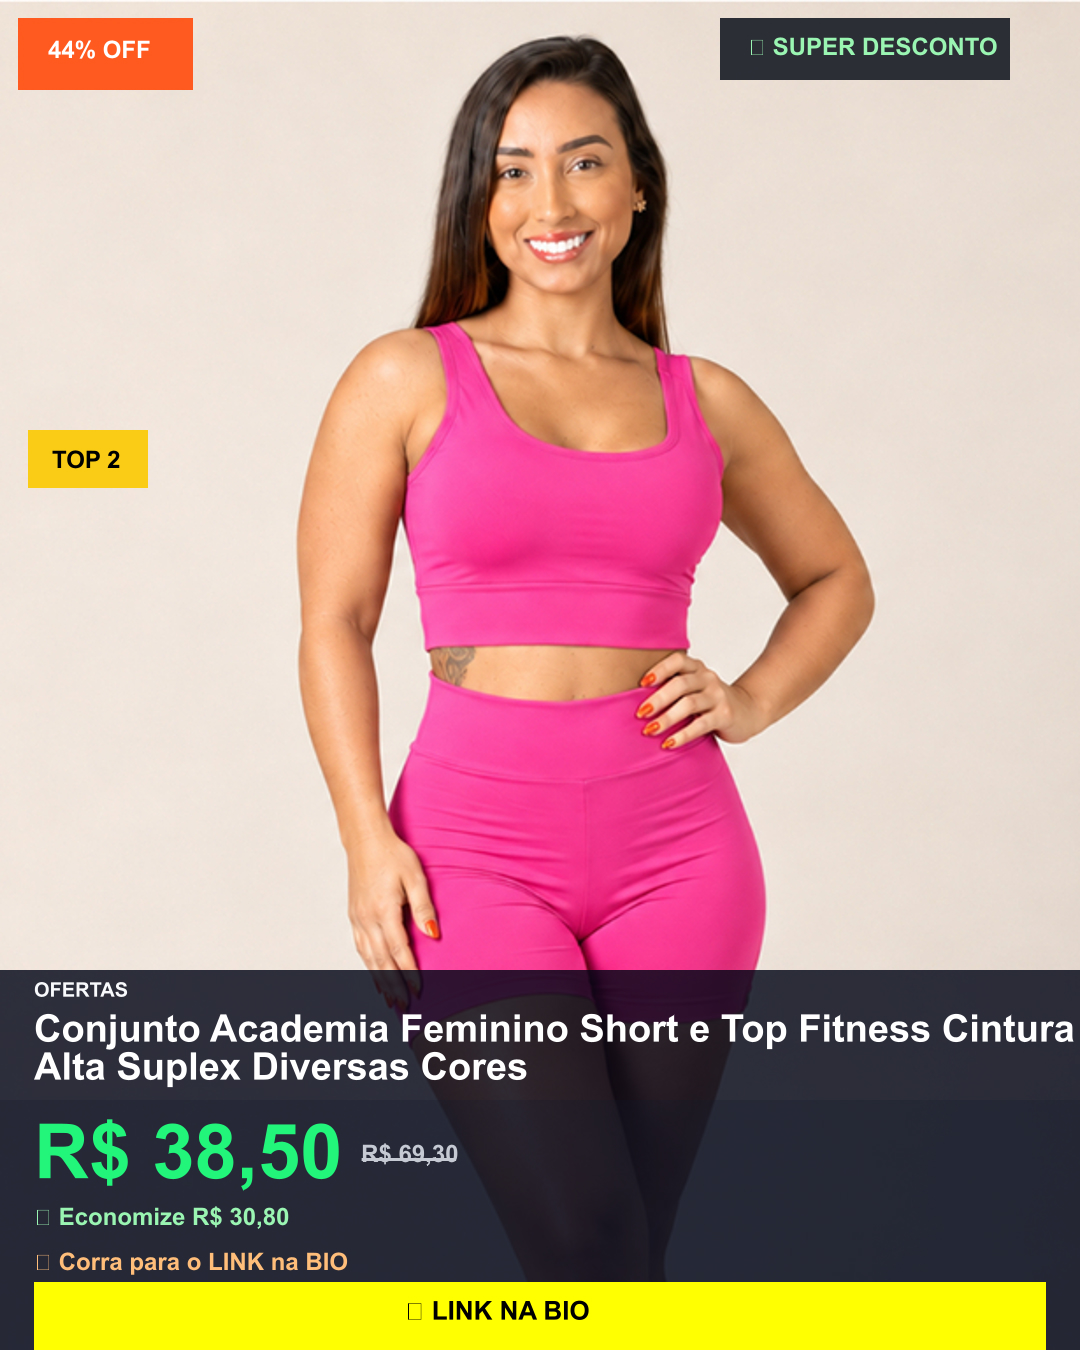 44% OFF
□ SUPER DESCONTO
TOP 2
OFERTAS
Conjunto Academia Feminino Short e Top Fitness Cintura
Alta Suplex Diversas Cores
R$ 38,50 R$ 69,30
□ Economize R$ 30,80
□ Corra para o LINK na BIO
□ LINK NA BIO